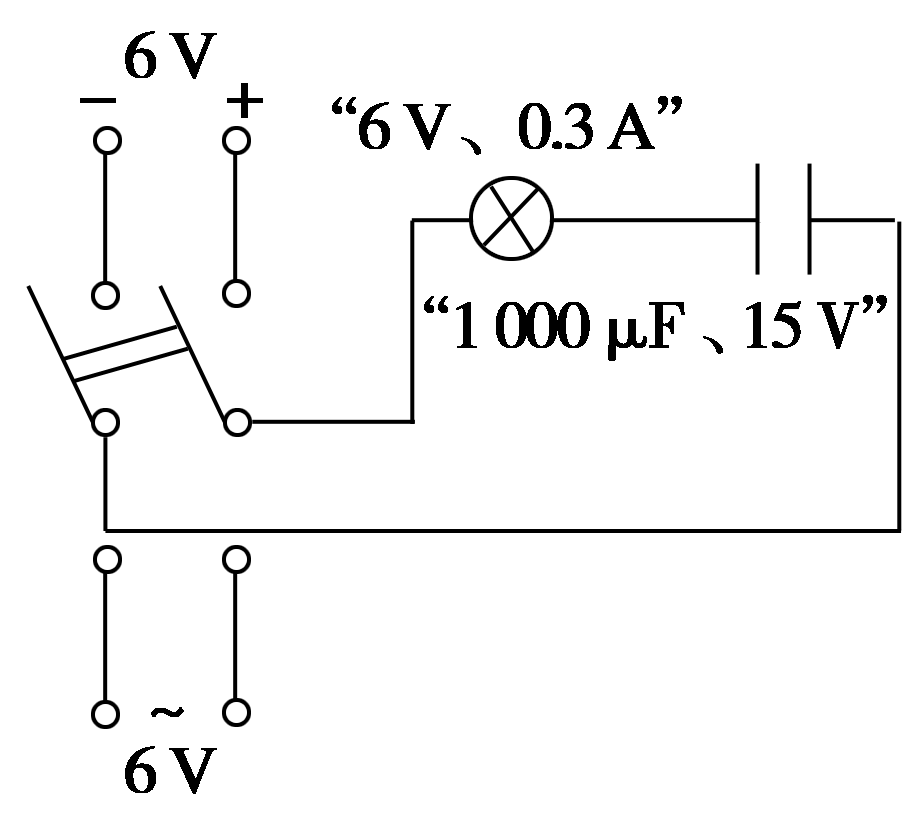 6 V
− +
“6 V、0.3 A”
“1 000 μF、15 V”
~
6 V